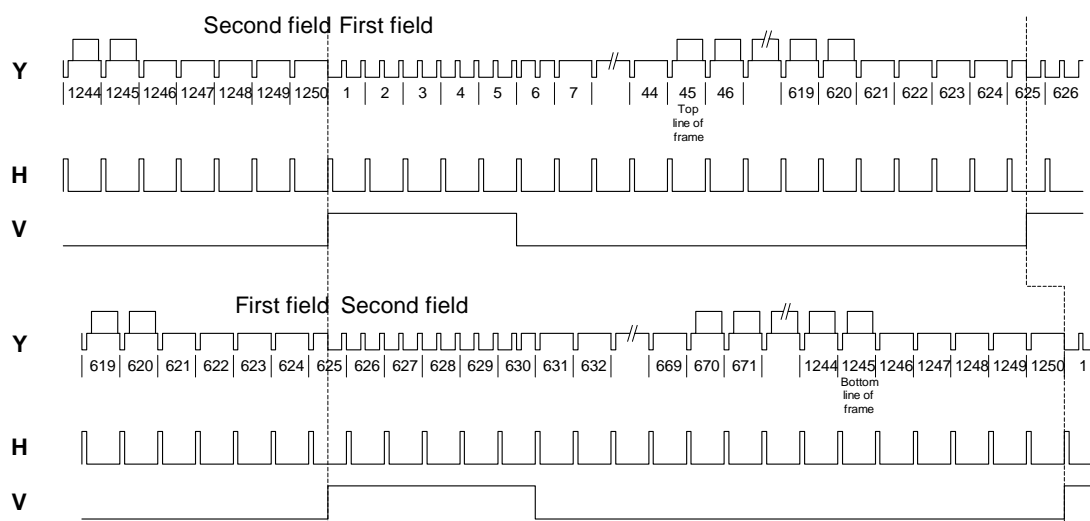 Second field First field
Y
1244 1245 1246 1247 1248 1249 1250 1 2 3 4 5 6 7 44 45 46 619 620 621 622 623 624 625 626
Top
line of
frame
H
V
First field Second field
Y
619 620 621 622 623 624 625 626 627 628 629 630 631 632 669 670 671 1244 1245 1246 1247 1248 1249 1250 1
Bottom
line of
frame
H
V